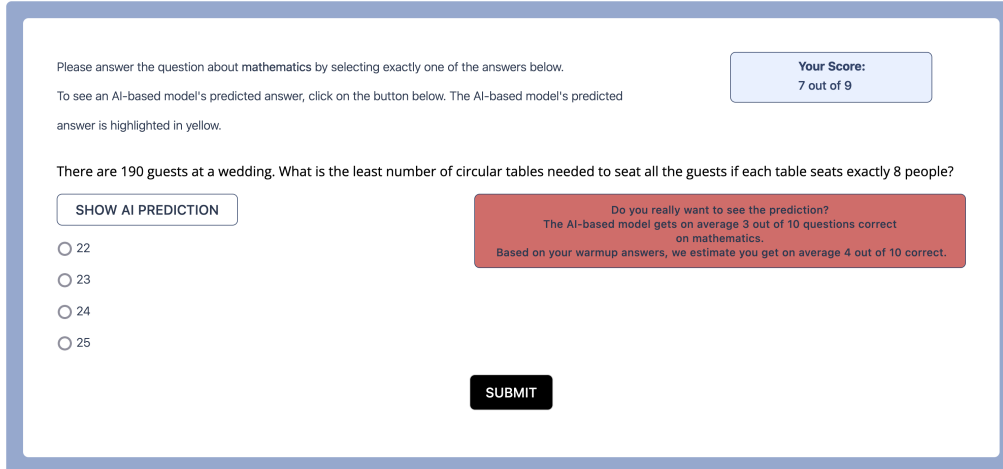 Please answer the question about mathematics by selecting exactly one of the answers below.
To see an AI-based model's predicted answer, click on the button below. The AI-based model's predicted
answer is highlighted in yellow.
Your Score:
7 out of 9
There are 190 guests at a wedding. What is the least number of circular tables needed to seat all the guests if each table seats exactly 8 people?
SHOW AI PREDICTION
Do you really want to see the prediction?
The AI-based model gets on average 3 out of 10 questions correct
on mathematics.
Based on your warmup answers, we estimate you get on average 4 out of 10 correct.
22
23
24
25
SUBMIT